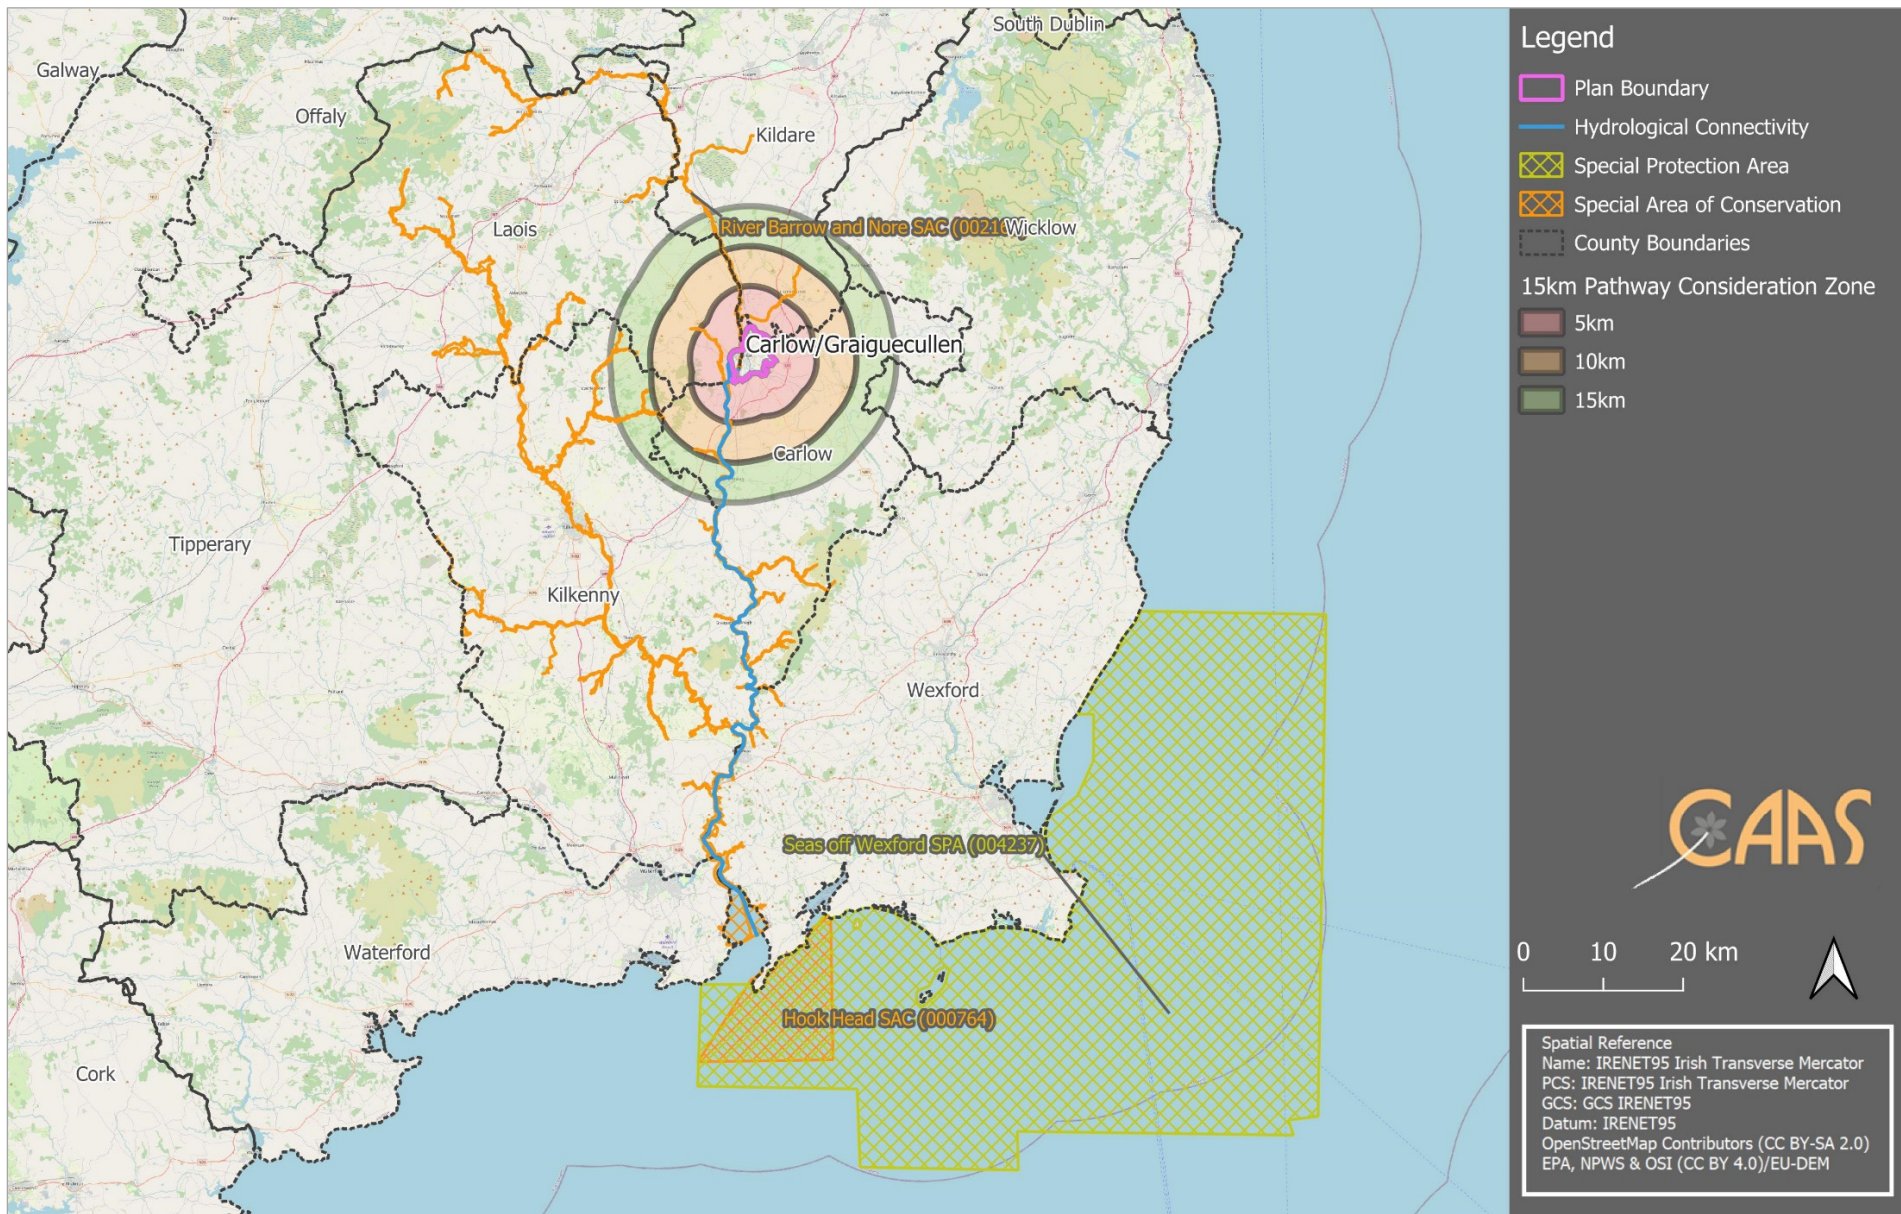 South Dublin
Galway
Offaly
Kildare
Laois
River Barrow and Nore SAC (00216
Wicklow
Carlow/Graiguecullen
Carlow
Tipperary
Kilkenny
Wexford
Seas off Wexford SPA (004237)
Waterford
Hook Head SAC (000764)
Cork
Legend
Plan Boundary
Hydrological Connectivity
Special Protection Area
Special Area of Conservation
County Boundaries
15km Pathway Consideration Zone
5km
10km
15km
CAAS
0 10 20 km
Spatial Reference
Name: IRENET95 Irish Transverse Mercator
PCS: IRENET95 Irish Transverse Mercator
GCS: GCS IRENET95
Datum: IRENET95
OpenStreetMap Contributors (CC BY-SA 2.0)
EPA, NPWS & OSI (CC BY 4.0)/EU-DEM